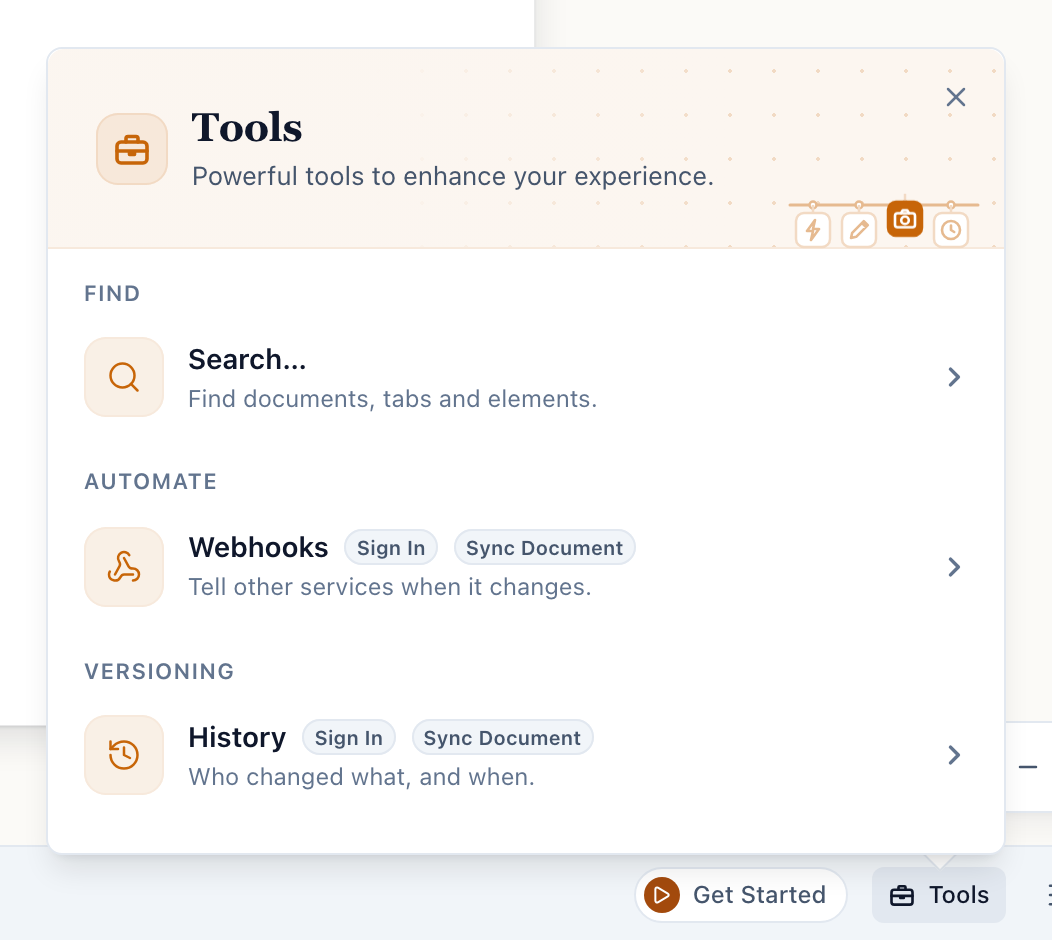 Tools
Powerful tools to enhance your experience.
FIND
Search...
Find documents, tabs and elements.
AUTOMATE
Webhooks Sign In Sync Document
Tell other services when it changes.
VERSIONING
History Sign In Sync Document
Who changed what, and when.
Get Started Tools